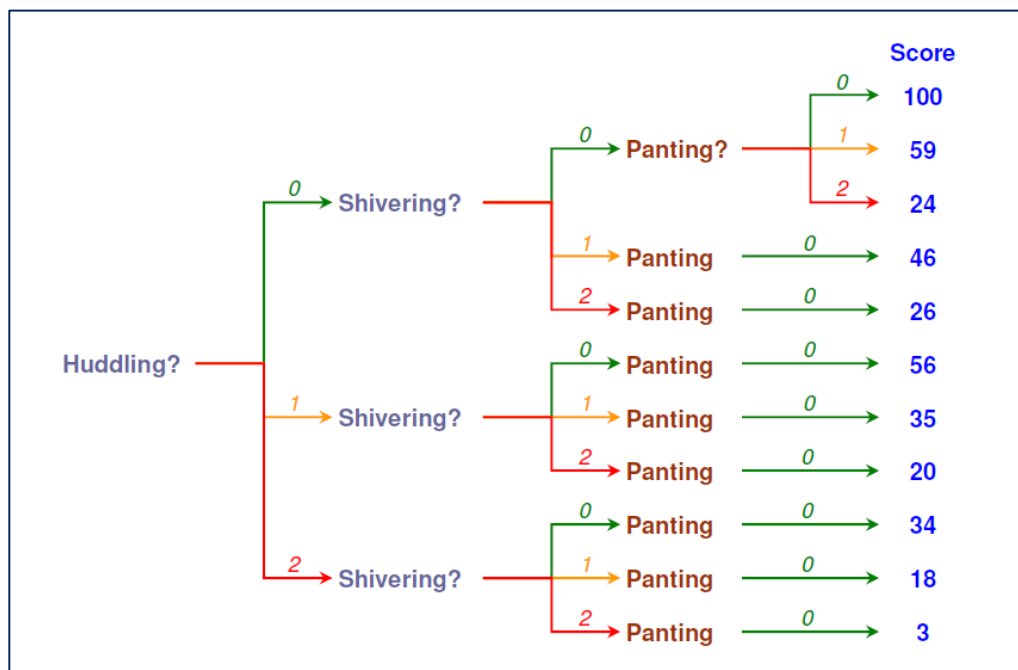 Score
0 100
0 Panting? 1 59
0 Shivering? 2 24
1 Panting 0 46
2 Panting 0 26
Huddling? 0 Panting 0 56
1 Shivering? 1 Panting 0 35
2 Panting 0 20
0 Panting 0 34
2 Shivering? 1 Panting 0 18
2 Panting 0 3